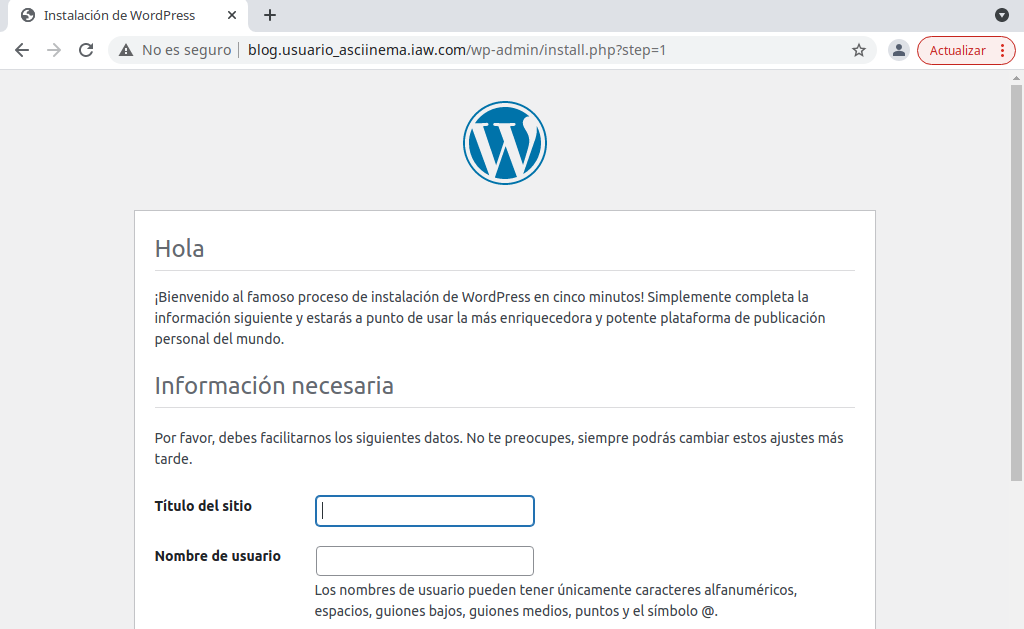 Instalación de WordPress
No es seguro | blog.usuario_asciinema.iaw.com/wp-admin/install.php?step=1
Actualizar
Hola
¡Bienvenido al famoso proceso de instalación de WordPress en cinco minutos! Simplemente completa la
información siguiente y estarás a punto de usar la más enriquecedora y potente plataforma de publicación
personal del mundo.
Información necesaria
Por favor, debes facilitarnos los siguientes datos. No te preocupes, siempre podrás cambiar estos ajustes más
tarde.
Título del sitio
Nombre de usuario
Los nombres de usuario pueden tener únicamente caracteres alfanuméricos,
espacios, guiones bajos, guiones medios, puntos y el símbolo @.